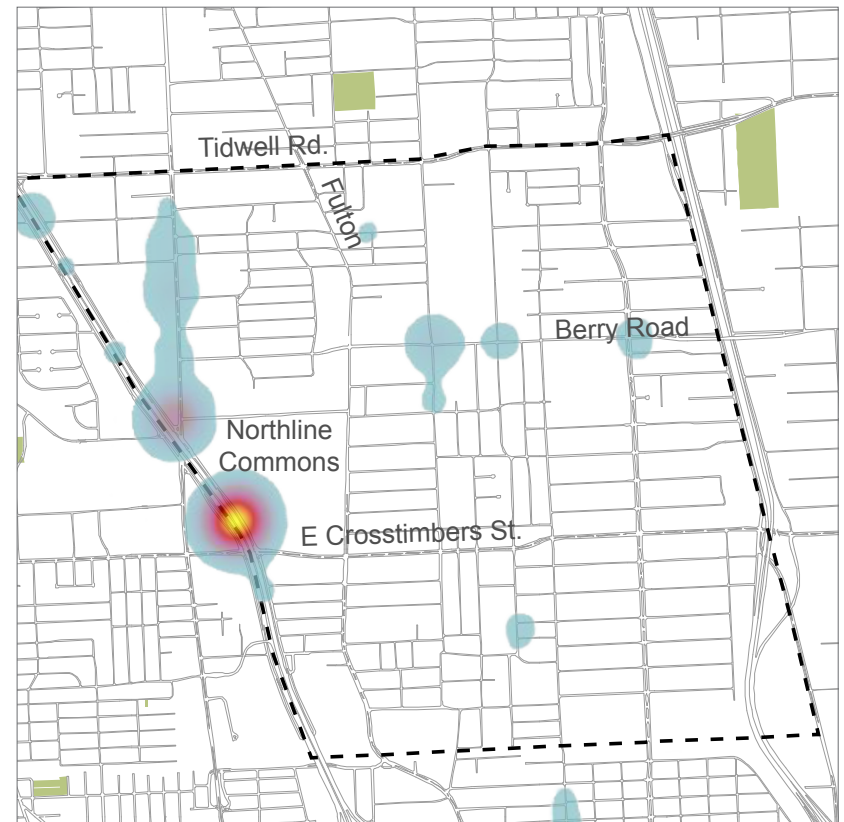 Tidwell Rd.
Fulton
Berry Road
Northline
Commons
E Crosstimbers St.